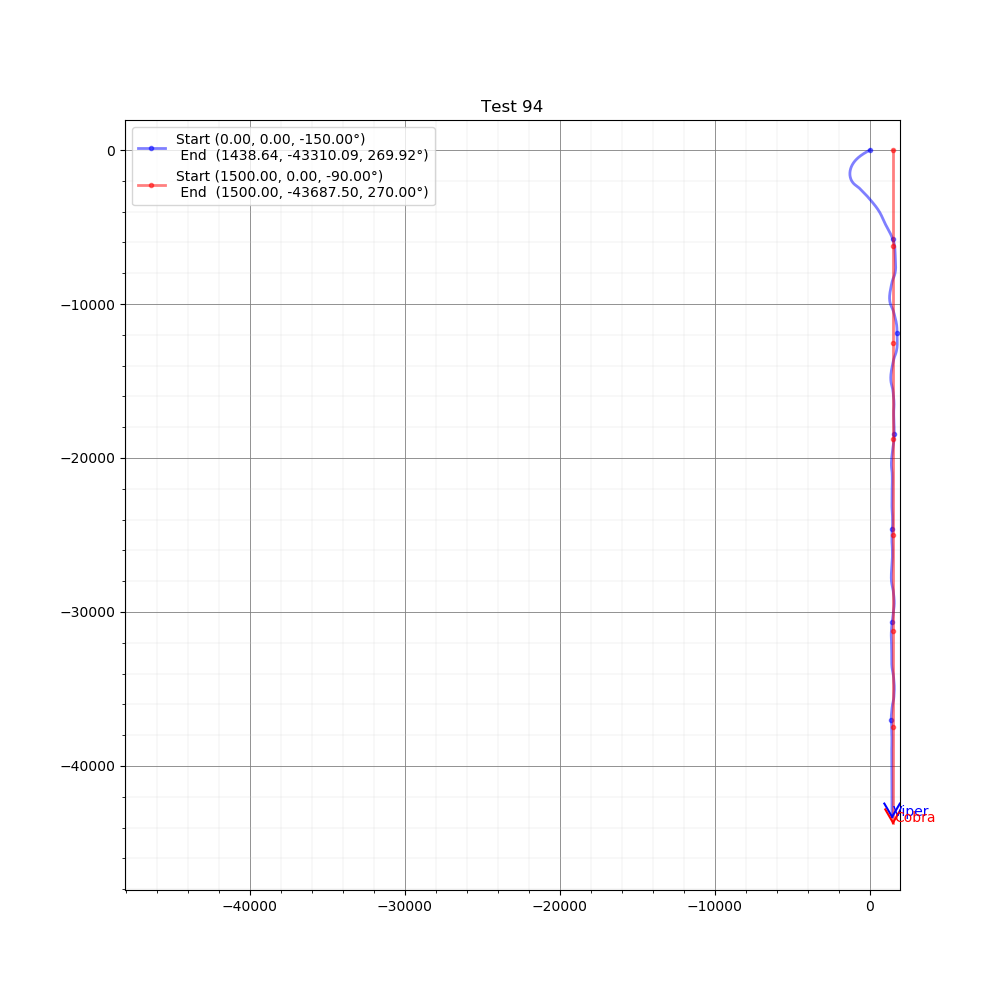 Test 94
Start (0.00, 0.00, -150.00°)
End  (1438.64, -43310.09, 269.92°)
Start (1500.00, 0.00, -90.00°)
End  (1500.00, -43687.50, 270.00°)
0
−10000
−20000
−30000
−40000
Viper
Cobra
−40000
−30000
−20000
−10000
0